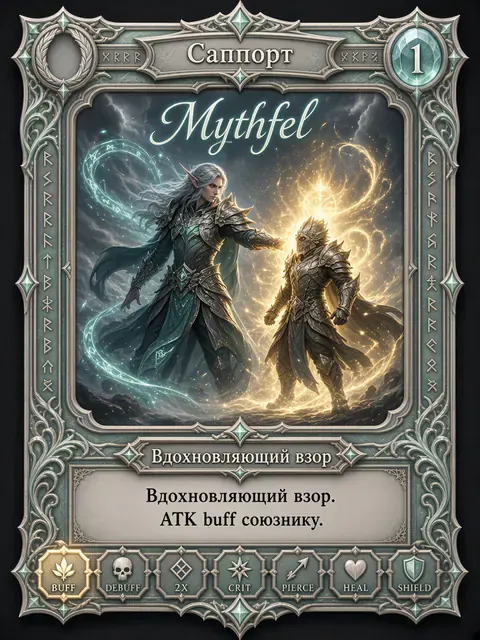 Саппорт
1
Mythfel
Вдохновляющий взор
Вдохновляющий взор.
ATK buff союзнику.
BUFF
DEBUFF
2X
CRIT
PIERCE
HEAL
SHIELD